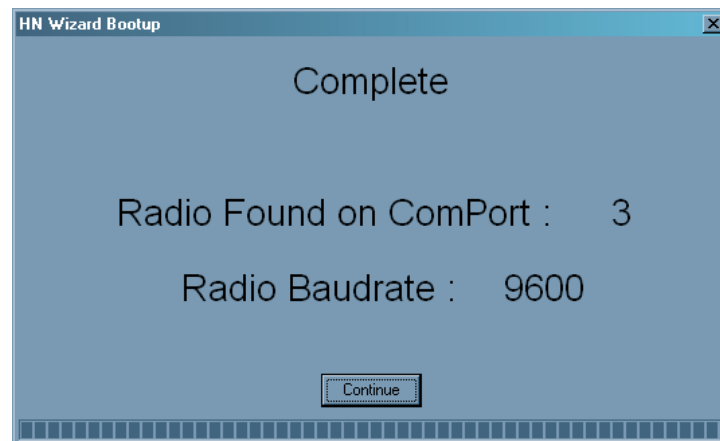 HN Wizard Bootup
Complete
Radio Found on ComPort : 3
Radio Baudrate : 9600
Continue